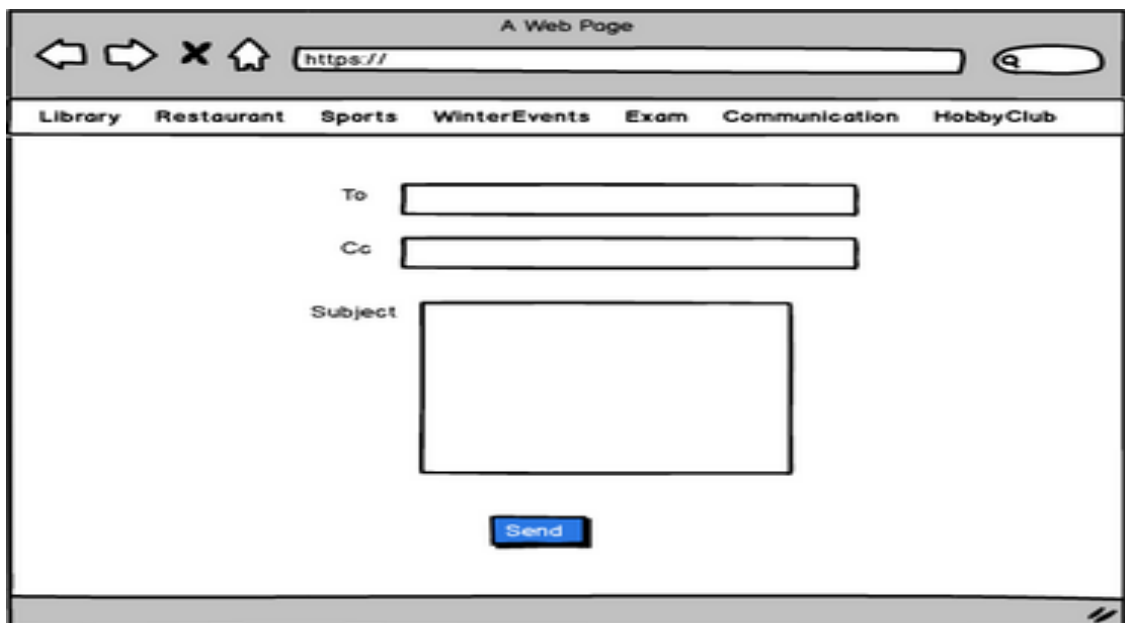 A Web Page
https://
Library Restaurant Sports WinterEvents Exam Communication HobbyClub
To
Cc
Subject
Send